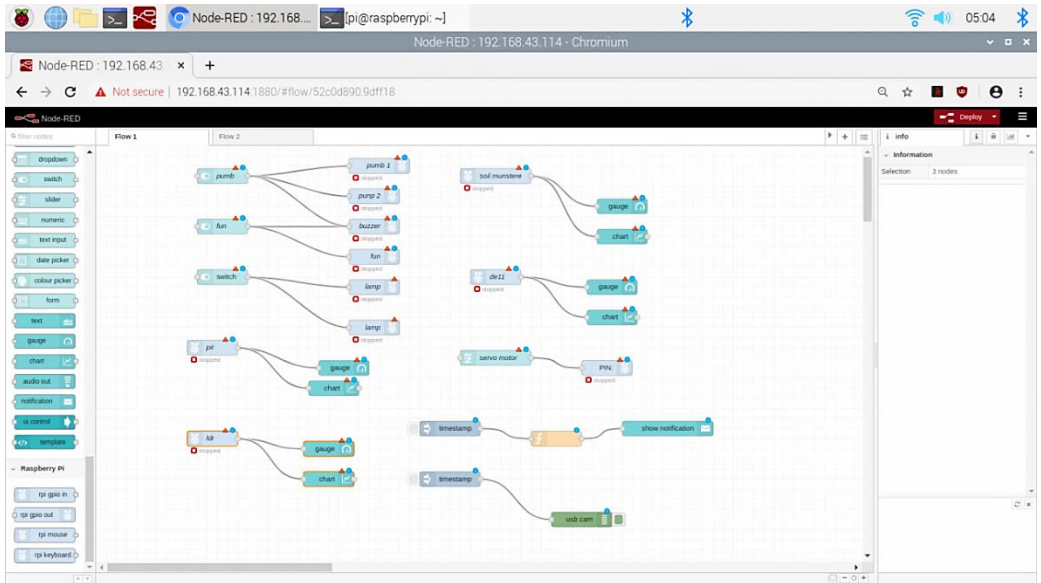 Node-RED : 192.168....
[pi@raspberrypi: ~]
05:04
Node-RED : 192.168.43.114 - Chromium
Node-RED : 192.168.43
Not secure | 192.168.43.114:1880/#flow/52c0d890.9dff18
Node-RED
Deploy
filter nodes
Flow 1
Flow 2
info
dropdown
switch
slider
numeric
text input
date picker
colour picker
form
text
abc
gauge
chart
audio out
notification
ui control
template
Raspberry Pi
rpi gpio in
rpi gpio out
rpi mouse
rpi keyboard
pumb
pumb 1
stopped
punp 2
stopped
fun
buzzer
stopped
fun
stopped
switch
lamp
stopped
lamp
stopped
pir
stopped
gauge
chart
ldr
stopped
gauge
chart
soil munstere
stopped
gauge
chart
de11
stopped
gauge
chart
servo motor
PIN:
stopped
timestamp
f
show notification
timestamp
usb cam
Information
Selection
3 nodes